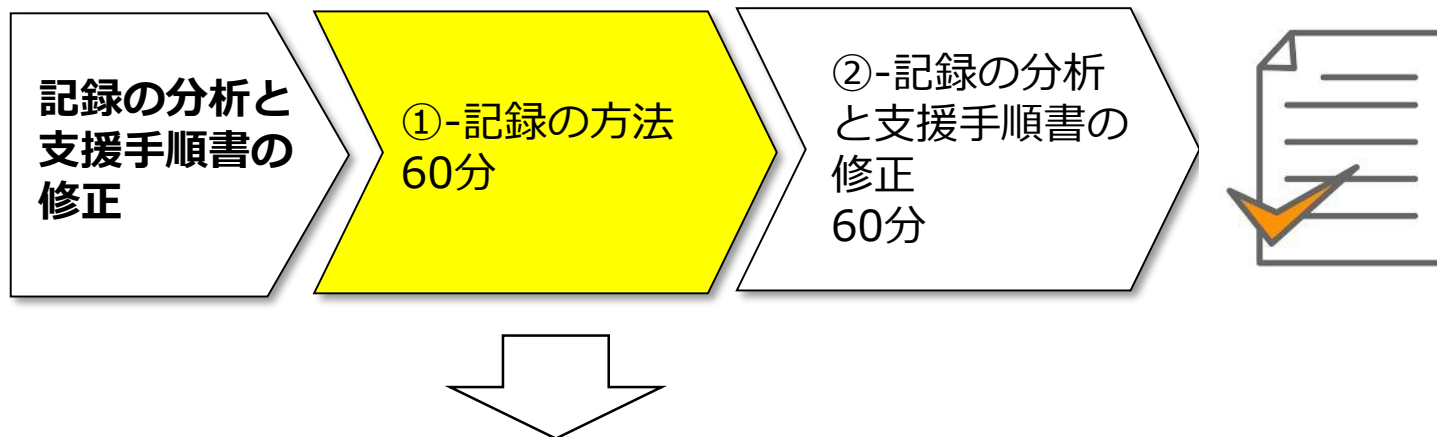 記録の分析と
支援手順書の
修正
①-記録の方法
60分
②-記録の分析
と支援手順書の
修正
60分